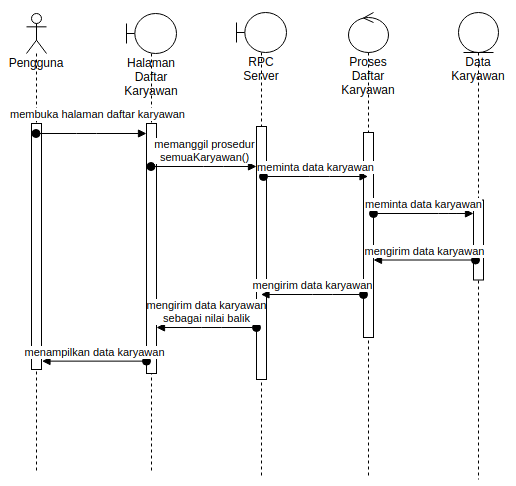 Pengguna
Halaman
Daftar
Karyawan
RPC
Server
Proses
Daftar
Karyawan
Data
Karyawan
membuka halaman daftar karyawan
memanggil prosedur
semuaKaryawan()
meminta data karyawan
meminta data karyawan
mengirim data karyawan
mengirim data karyawan
mengirim data karyawan
sebagai nilai balik
menampilkan data karyawan